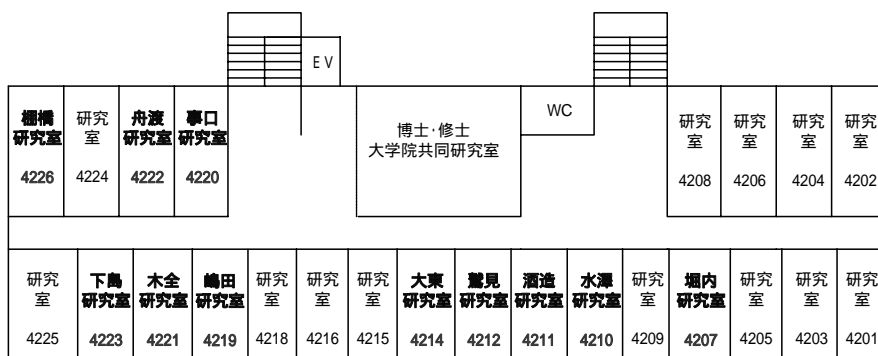 EV
棚橋
研究室
4226
研究
室
4224
舟渡
研究室
4222
事口
研究室
4220
博士・修士
大学院共同研究室
WC
研究
室
4208
研究
室
4206
研究
室
4204
研究
室
4202
研究
室
4225
下島
研究室
4223
木全
研究室
4221
嶋田
研究室
4219
研究
室
4218
研究
室
4216
研究
室
4215
大東
研究室
4214
鷲見
研究室
4212
酒造
研究室
4211
水澤
研究室
4210
研究
室
4209
堀内
研究室
4207
研究
室
4205
研究
室
4203
研究
室
4201